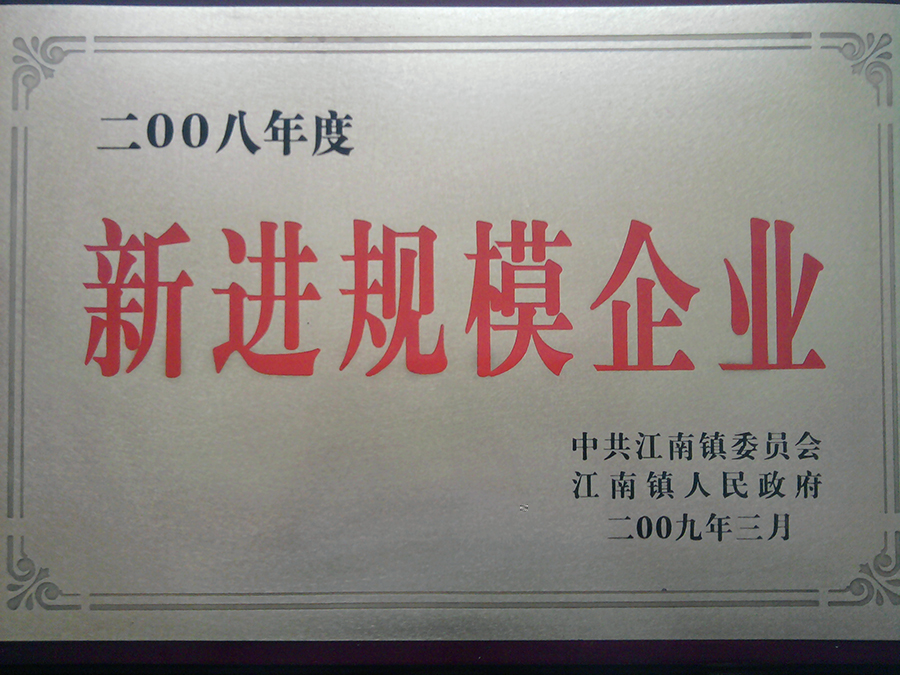 二00八年度
新进规模企业
中共江南镇委员会
江南镇人民政府
二00九年三月